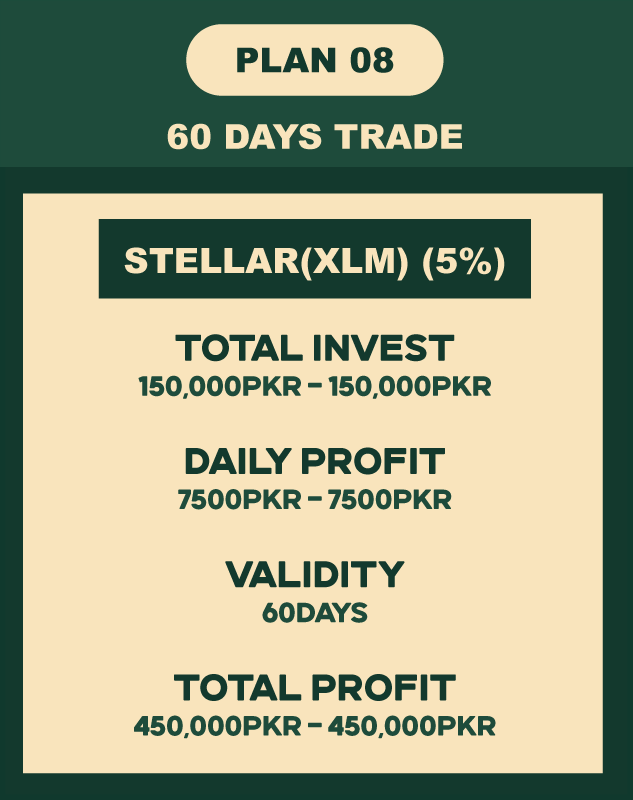 PLAN 08
60 DAYS TRADE
STELLAR(XLM) (5%)
TOTAL INVEST
150,000PKR – 150,000PKR
DAILY PROFIT
7500PKR – 7500PKR
VALIDITY
60DAYS
TOTAL PROFIT
450,000PKR – 450,000PKR